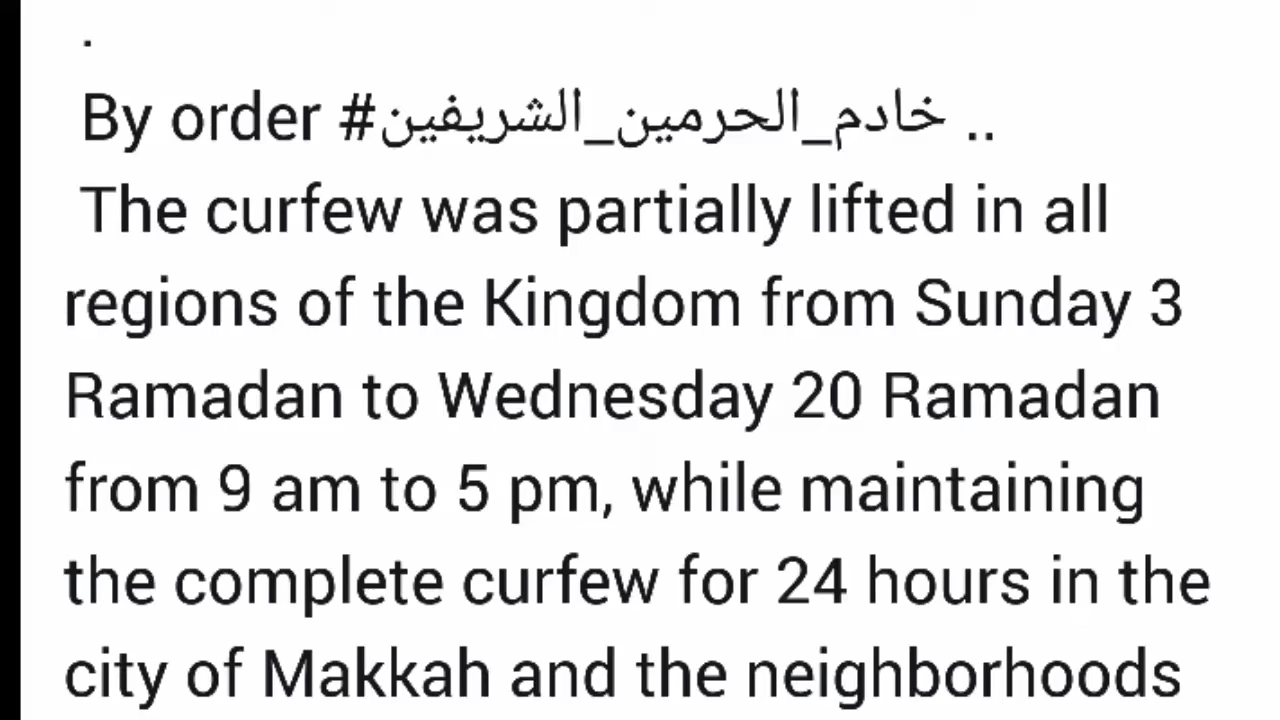 .
By order #خادم_الحرمين_الشريفين ..
The curfew was partially lifted in all
regions of the Kingdom from Sunday 3
Ramadan to Wednesday 20 Ramadan
from 9 am to 5 pm, while maintaining
the complete curfew for 24 hours in the
city of Makkah and the neighborhoods